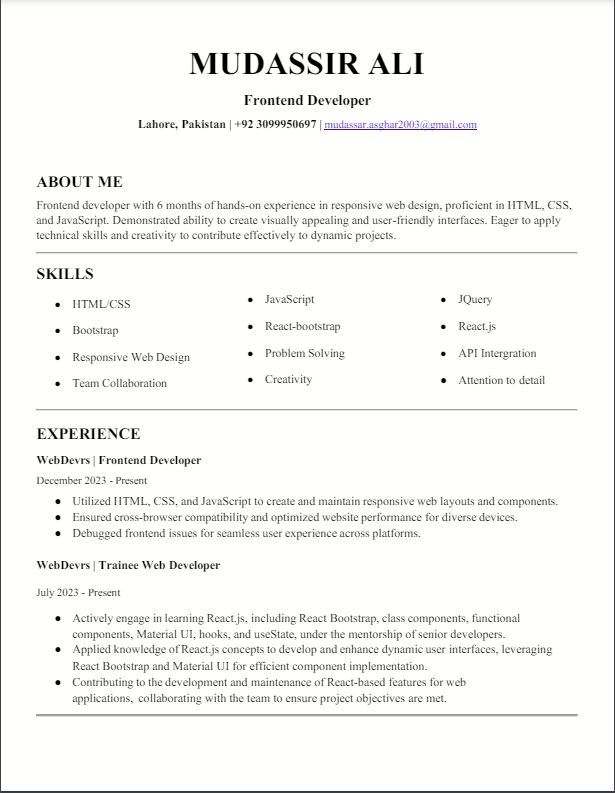 MUDASSIR ALI
Frontend Developer
Lahore, Pakistan | +92 3099950697 | mudassar.asghar2003@gmail.com
ABOUT ME
Frontend developer with 6 months of hands-on experience in responsive web design, proficient in HTML, CSS,
and JavaScript. Demonstrated ability to create visually appealing and user-friendly interfaces. Eager to apply
technical skills and creativity to contribute effectively to dynamic projects.
SKILLS
● HTML/CSS
● Bootstrap
● Responsive Web Design
● Team Collaboration
● JavaScript
● React-bootstrap
● Problem Solving
● Creativity
● JQuery
● React.js
● API Intergration
● Attention to detail
EXPERIENCE
WebDevrs | Frontend Developer
December 2023 - Present
● Utilized HTML, CSS, and JavaScript to create and maintain responsive web layouts and components.
● Ensured cross-browser compatibility and optimized website performance for diverse devices.
● Debugged frontend issues for seamless user experience across platforms.
WebDevrs | Trainee Web Developer
July 2023 - Present
● Actively engage in learning React.js, including React Bootstrap, class components, functional
components, Material UI, hooks, and useState, under the mentorship of senior developers.
● Applied knowledge of React.js concepts to develop and enhance dynamic user interfaces, leveraging
React Bootstrap and Material UI for efficient component implementation.
● Contributing to the development and maintenance of React-based features for web
applications, collaborating with the team to ensure project objectives are met.